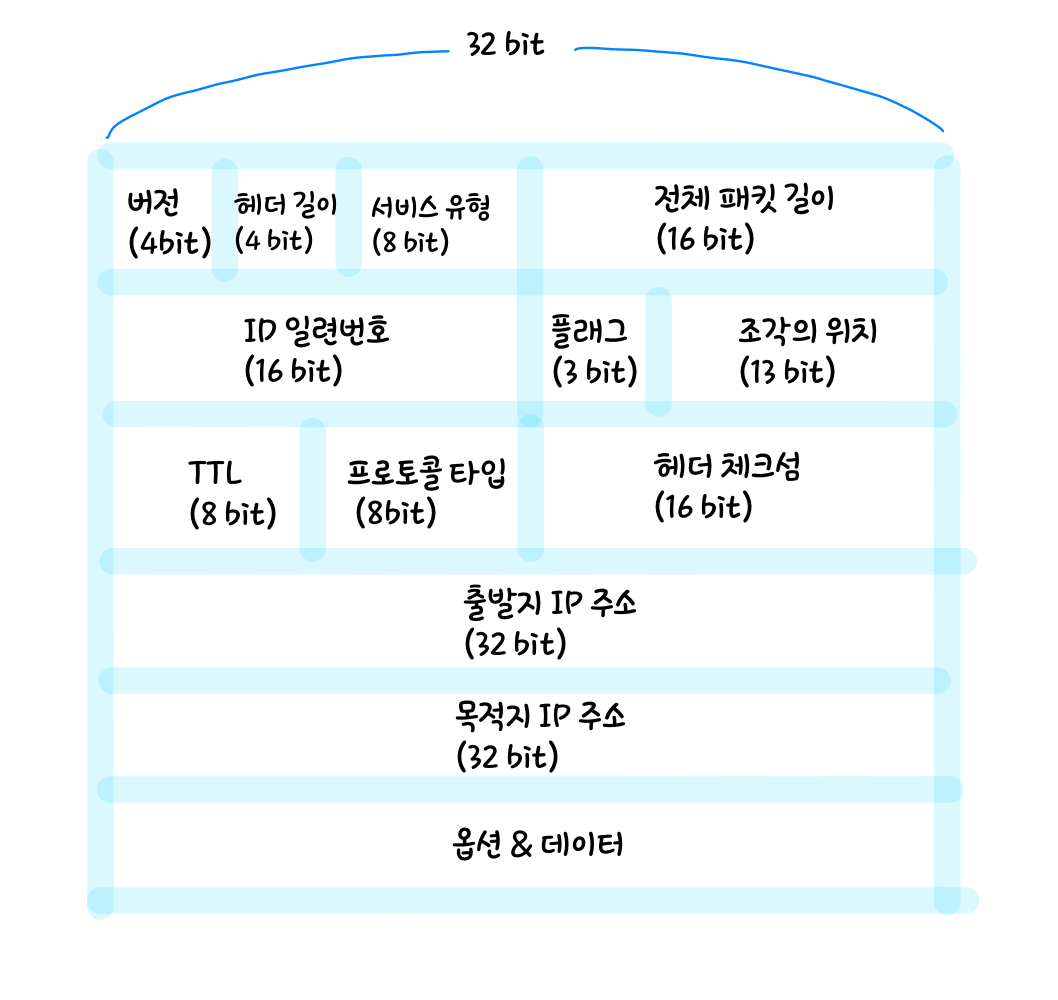 32 bit
버전
(4bit)
헤더 길이
(4 bit)
서비스 유형
(8 bit)
전체 패킷 길이
(16 bit)
ID 일련번호
(16 bit)
플래그
(3 bit)
조각의 위치
(13 bit)
TTL
(8 bit)
프로토콜 타입
(8bit)
헤더 체크섬
(16 bit)
출발지 IP 주소
(32 bit)
목적지 IP 주소
(32 bit)
옵션 & 데이터